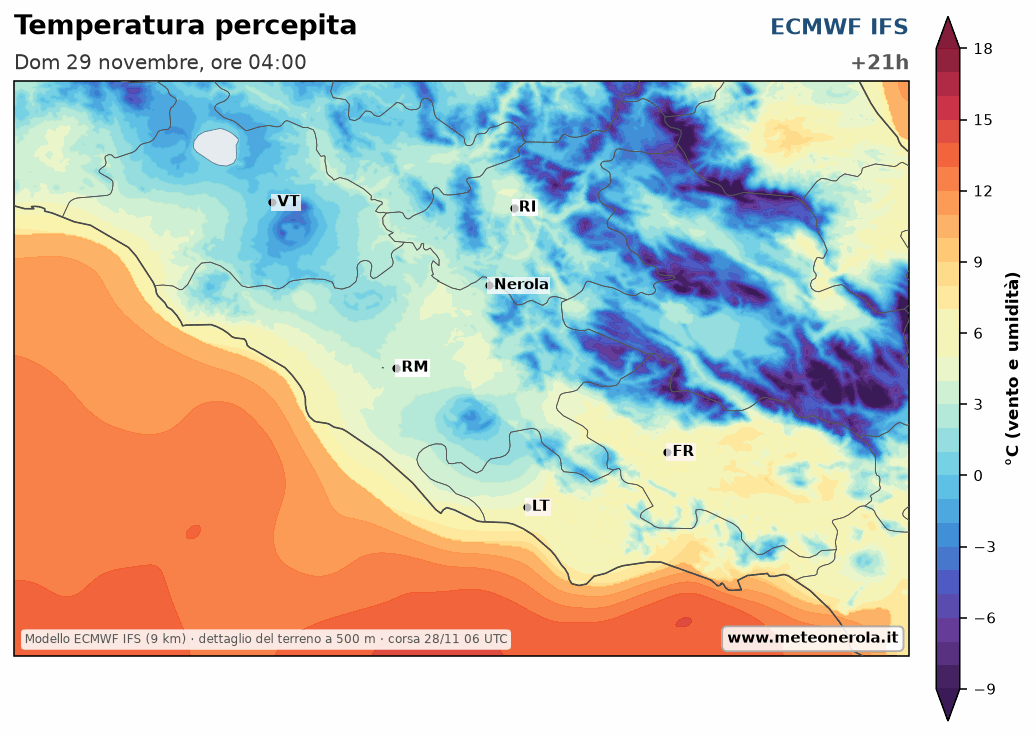 Temperatura percepita
ECMWF IFS
Dom 29 novembre, ore 04:00
+21h
VT
RI
Nerola
RM
FR
LT
Modello ECMWF IFS (9 km) · dettaglio del terreno a 500 m · corsa 28/11 06 UTC
www.meteonerola.it
18
15
12
9
6
3
0
−3
−6
−9
°C (vento e umidità)